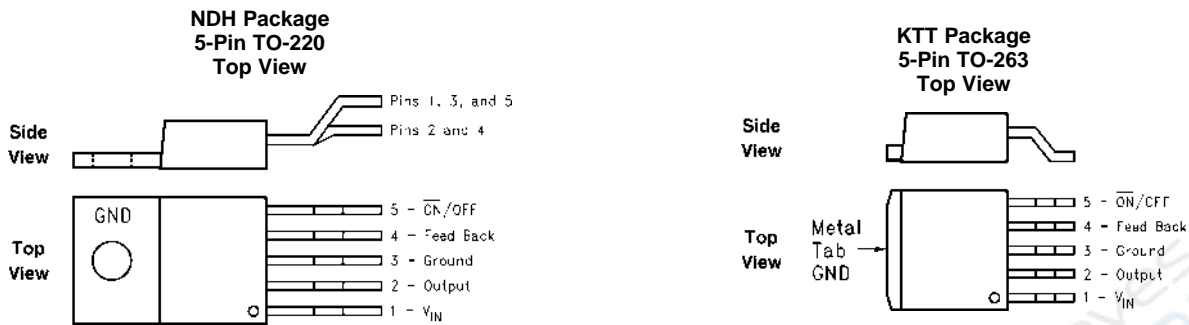 NDH Package
5-Pin TO-220
Top View
Side
View
Pins 1, 3, and 5
Pins 2 and 4
Top
View
GND
5 - ON/OFF
4 - Feed Back
3 - Ground
2 - Output
1 - VIN
KTT Package
5-Pin TO-263
Top View
Side
View
Top
View
Metal
Tab
GND
5 - ON/OFF
4 - Feed Back
3 - Ground
2 - Output
1 - VIN